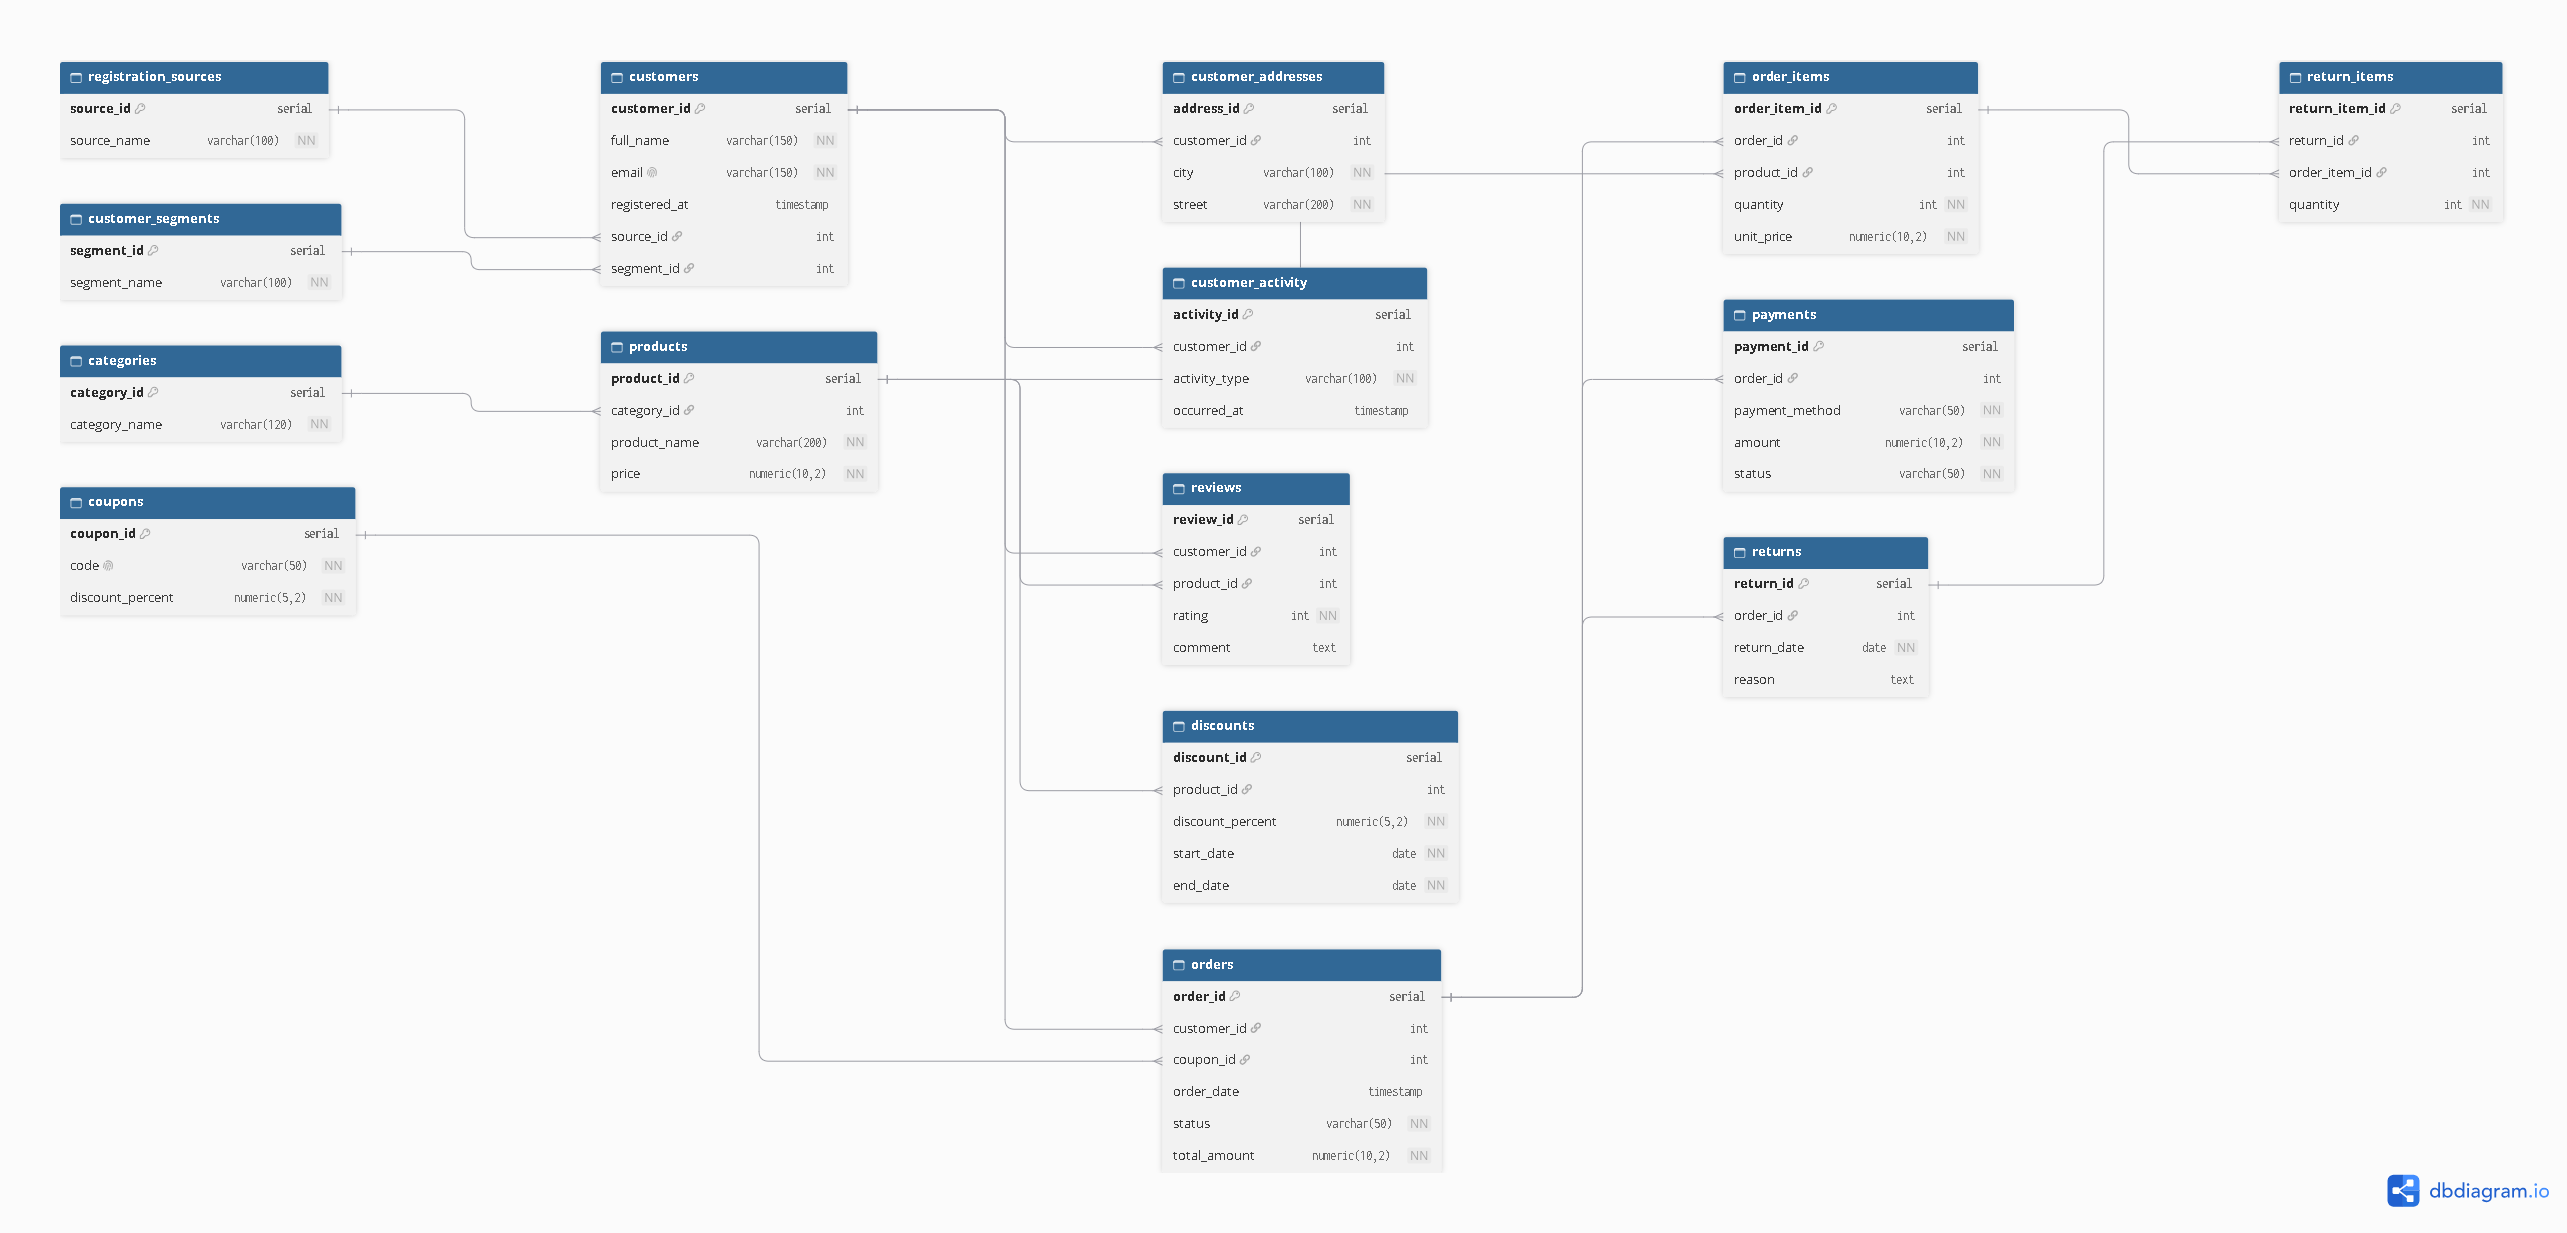 registration_sources
source_id serial
source_name varchar(100) NN
customer_segments
segment_id serial
segment_name varchar(100) NN
categories
category_id serial
category_name varchar(120) NN
coupons
coupon_id serial
code varchar(50) NN
discount_percent numeric(5,2) NN
customers
customer_id serial
full_name varchar(150) NN
email varchar(150) NN
registered_at timestamp
source_id int
segment_id int
products
product_id serial
category_id int
product_name varchar(200) NN
price numeric(10,2) NN
customer_addresses
address_id serial
customer_id int
city varchar(100) NN
street varchar(200) NN
customer_activity
activity_id serial
customer_id int
activity_type varchar(100) NN
occurred_at timestamp
reviews
review_id serial
customer_id int
product_id int
rating int NN
comment text
discounts
discount_id serial
product_id int
discount_percent numeric(5,2) NN
start_date date NN
end_date date NN
orders
order_id serial
customer_id int
coupon_id int
order_date timestamp
status varchar(50) NN
total_amount numeric(10,2) NN
order_items
order_item_id serial
order_id int
product_id int
quantity int NN
unit_price numeric(10,2) NN
payments
payment_id serial
order_id int
payment_method varchar(50) NN
amount numeric(10,2) NN
status varchar(50) NN
returns
return_id serial
order_id int
return_date date NN
reason text
return_items
return_item_id serial
return_id int
order_item_id int
quantity int NN
dbdiagram.io